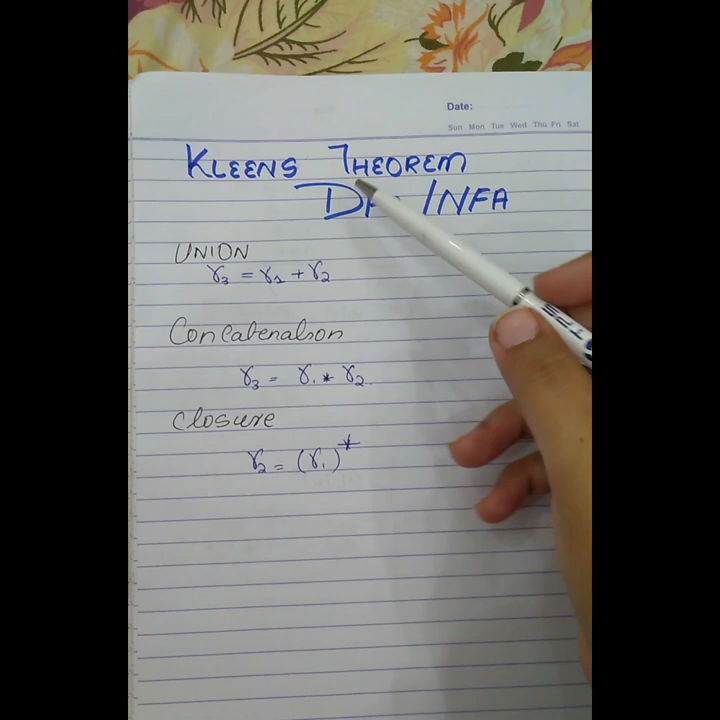 Date:
Sun Mon Tue Wed Thu Fri Sat
KLEENS THEOREM
/NFA
UNION
r₃ = r₁ + r₂
Concatenation
r₃ = r₁ * r₂
Closure
r₂ = (r₁)*